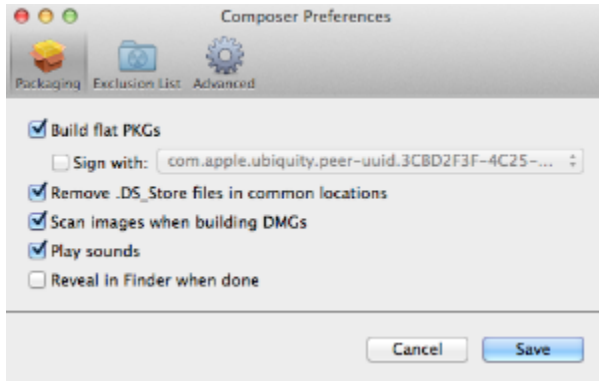 Composer Preferences
Packaging Exclusion List Advanced
Build flat PKGs
Sign with: com.apple.ubiquity.peer-uuid.3CBD2F3F-4C25-...
Remove .DS_Store files in common locations
Scan images when building DMGs
Play sounds
Reveal in Finder when done
Cancel Save